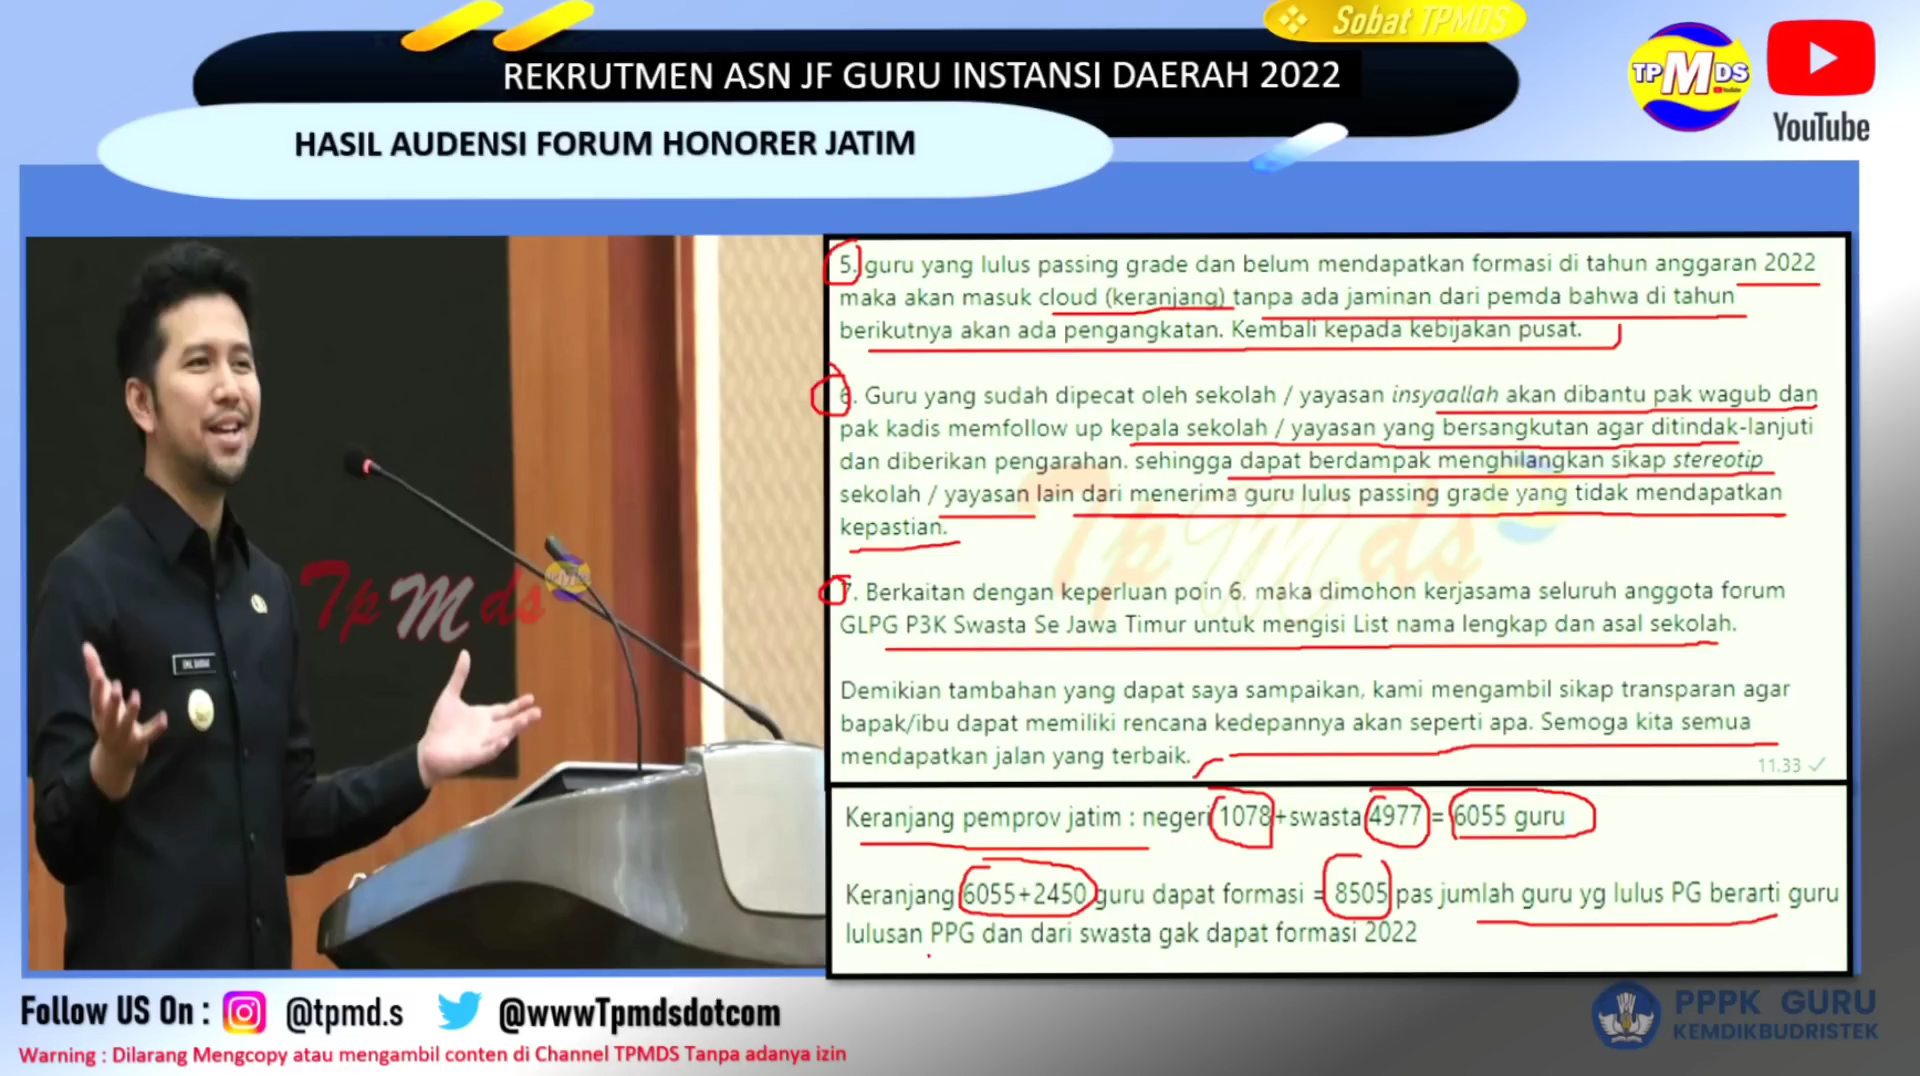 Sobat TPMDS
REKRUTMEN ASN JF GURU INSTANSI DAERAH 2022
TPMDS
YouTube
HASIL AUDENSI FORUM HONORER JATIM
5. guru yang lulus passing grade dan belum mendapatkan formasi di tahun anggaran 2022
maka akan masuk cloud (keranjang) tanpa ada jaminan dari pemda bahwa di tahun
berikutnya akan ada pengangkatan. Kembali kepada kebijakan pusat.
6. Guru yang sudah dipecat oleh sekolah / yayasan insyaallah akan dibantu pak wagub dan
pak kadis memfollow up kepala sekolah / yayasan yang bersangkutan agar ditindak-lanjuti
dan diberikan pengarahan. sehingga dapat berdampak menghilangkan sikap stereotip
sekolah / yayasan lain dari menerima guru lulus passing grade yang tidak mendapatkan
kepastian.
7. Berkaitan dengan keperluan poin 6, maka dimohon kerjasama seluruh anggota forum
GLPG P3K Swasta Se Jawa Timur untuk mengisi List nama lengkap dan asal sekolah.
Demikian tambahan yang dapat saya sampaikan, kami mengambil sikap transparan agar
bapak/ibu dapat memiliki rencana kedepannya akan seperti apa. Semoga kita semua
mendapatkan jalan yang terbaik.
11.33
Keranjang pemprov jatim : negeri 1078+swasta 4977 = 6055 guru
Keranjang 6055+2450 guru dapat formasi = 8505 pas jumlah guru yg lulus PG berarti guru
lulusan PPG dan dari swasta gak dapat formasi 2022
TpMds
TpMds
EMIL DARDAK
Follow US On : @tpmd.s @wwwTpmdsdotcom
Warning : Dilarang Mengcopy atau mengambil conten di Channel TPMDS Tanpa adanya izin
PPPK GURU
KEMDIKBUDRISTEK